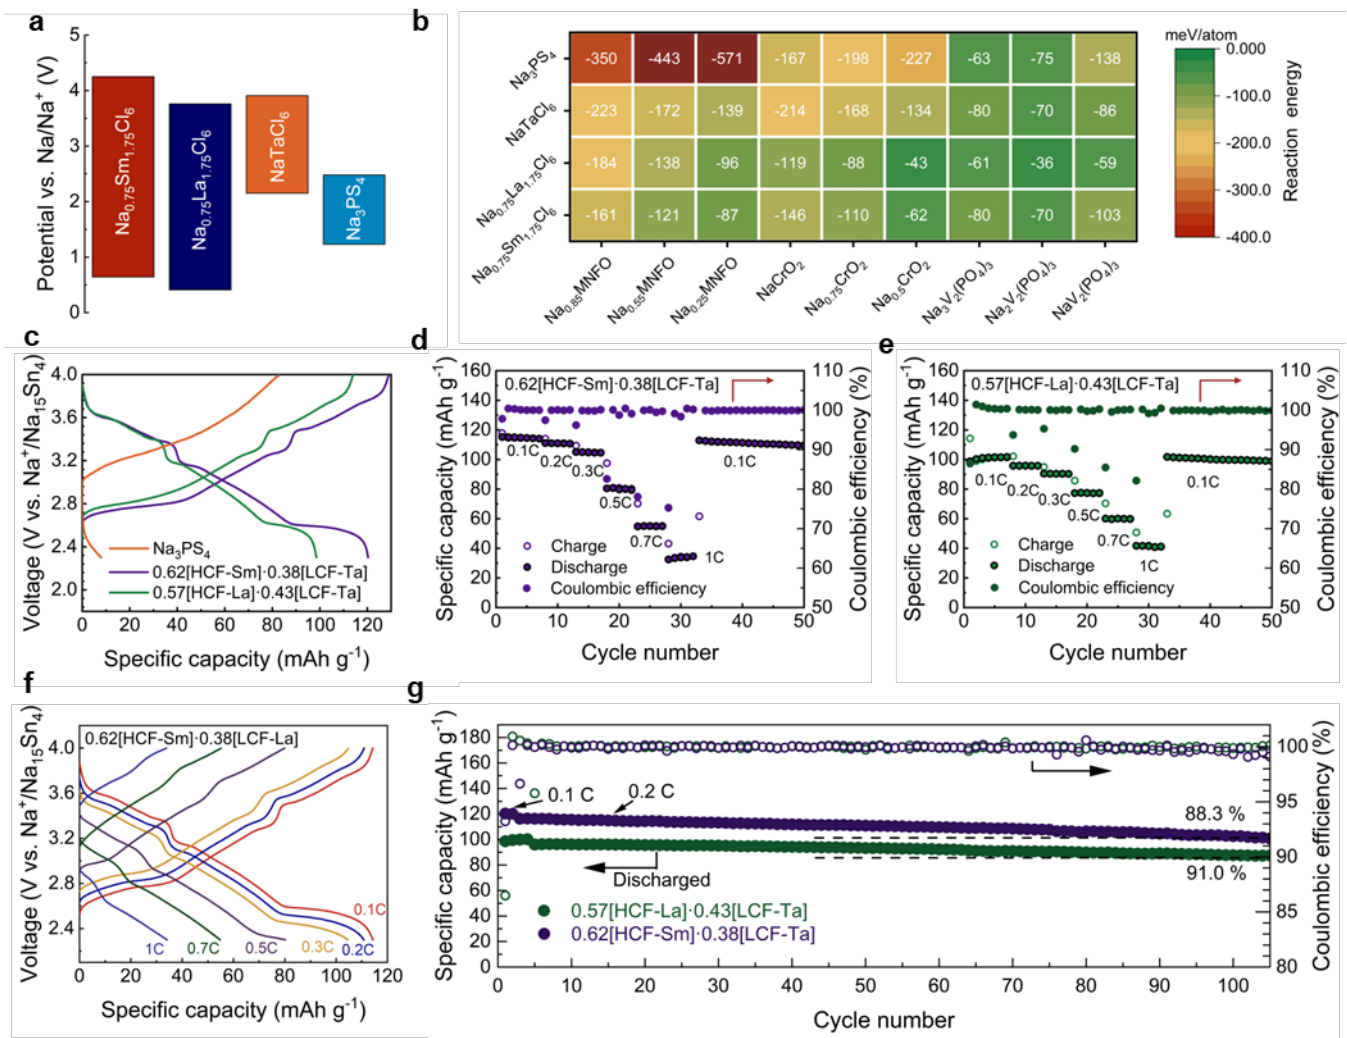 a
5
4
3
2
1
0
Potential vs. Na/Na⁺ (V)
Na₀.₇₅Sm₁.₇₅Cl₆
Na₀.₇₅La₁.₇₅Cl₆
NaTaCl₆
Na₃PS₄
b
Na₃PS₄
NaTaCl₆
Na₀.₇₅La₁.₇₅Cl₆
Na₀.₇₅Sm₁.₇₅Cl₆
-350 -443 -571 -167 -198 -227 -63 -75 -138
-223 -172 -139 -214 -168 -134 -80 -70 -86
-184 -138 -96 -119 -88 -43 -61 -36 -59
-161 -121 -87 -146 -110 -62 -80 -70 -103
Na₀.₈₅MNFO
Na₀.₅₅MNFO
Na₀.₂₅MNFO
NaCrO₂
Na₀.₇₅CrO₂
Na₀.₅CrO₂
Na₃V₂(PO₄)₃
Na₂V₂(PO₄)₃
NaV₂(PO₄)₃
meV/atom
0.000
-100.0
-200.0
-300.0
-400.0
Reaction energy
c
4.0
3.6
3.2
2.8
2.4
2.0
Voltage (V vs. Na⁺/Na₁₅Sn₄)
Na₃PS₄
0.62[HCF-Sm]·0.38[LCF-Ta]
0.57[HCF-La]·0.43[LCF-Ta]
0 20 40 60 80 100 120
Specific capacity (mAh g⁻¹)
d
160
140
120
100
80
60
40
20
0
Specific capacity (mAh g⁻¹)
0.62[HCF-Sm]·0.38[LCF-Ta]
0.1C
0.2C
0.3C
0.5C
0.7C
1C
0.1C
Charge
Discharge
Coulombic efficiency
110
100
90
80
70
60
50
Coulombic efficiency (%)
0 10 20 30 40 50
Cycle number
e
160
140
120
100
80
60
40
20
0
Specific capacity (mAh g⁻¹)
0.57[HCF-La]·0.43[LCF-Ta]
0.1C
0.2C
0.3C
0.5C
0.7C
1C
0.1C
Charge
Discharge
Coulombic efficiency
110
100
90
80
70
60
50
Coulombic efficiency (%)
0 10 20 30 40 50
Cycle number
f
4.0
3.6
3.2
2.8
2.4
Voltage (V vs. Na⁺/Na₁₅Sn₄)
0.62[HCF-Sm]·0.38[LCF-La]
1C
0.7C
0.5C
0.3C
0.2C
0.1C
0 20 40 60 80 100 120
Specific capacity (mAh g⁻¹)
g
180
160
140
120
100
80
60
40
20
0
Specific capacity (mAh g⁻¹)
0.1 C
0.2 C
88.3 %
91.0 %
Discharged
0.57[HCF-La]·0.43[LCF-Ta]
0.62[HCF-Sm]·0.38[LCF-Ta]
100
95
90
85
80
Coulombic efficiency (%)
0 10 20 30 40 50 60 70 80 90 100
Cycle number